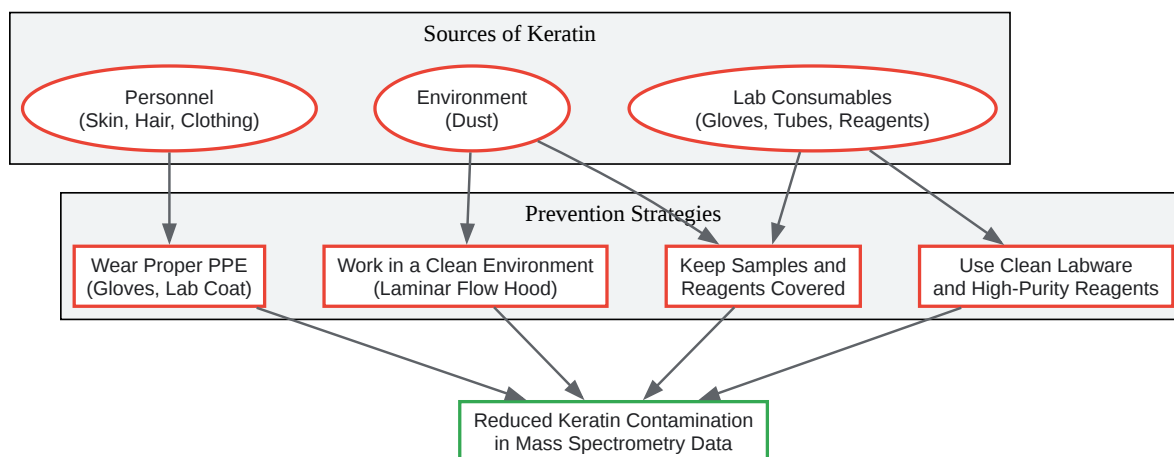 Sources of Keratin
Personnel
(Skin, Hair, Clothing)
Environment
(Dust)
Lab Consumables
(Gloves, Tubes, Reagents)
Prevention Strategies
Wear Proper PPE
(Gloves, Lab Coat)
Work in a Clean Environment
(Laminar Flow Hood)
Keep Samples and
Reagents Covered
Use Clean Labware
and High-Purity Reagents
Reduced Keratin Contamination
in Mass Spectrometry Data